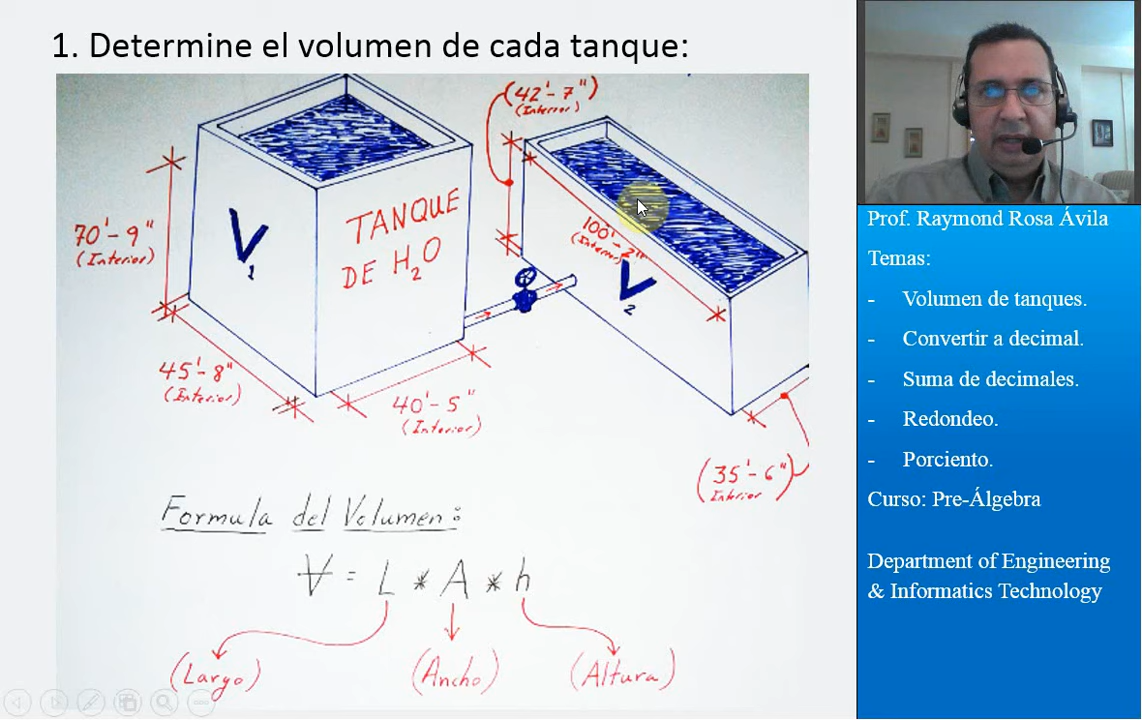 1. Determine el volumen de cada tanque:
(42'-7")
(Interior)
70'-9"
(Interior)
V1
TANQUE
DE H2O
100'-2"
(Interior)
V2
45'-8"
(Interior)
40'-5"
(Interior)
(35'-6")
Interior
Formula del Volumen:
V = L * A * h
(Largo) (Ancho) (Altura)
Prof. Raymond Rosa Ávila
Temas:
- Volumen de tanques.
- Convertir a decimal.
- Suma de decimales.
- Redondeo.
- Porciento.
Curso: Pre-Álgebra
Department of Engineering
& Informatics Technology